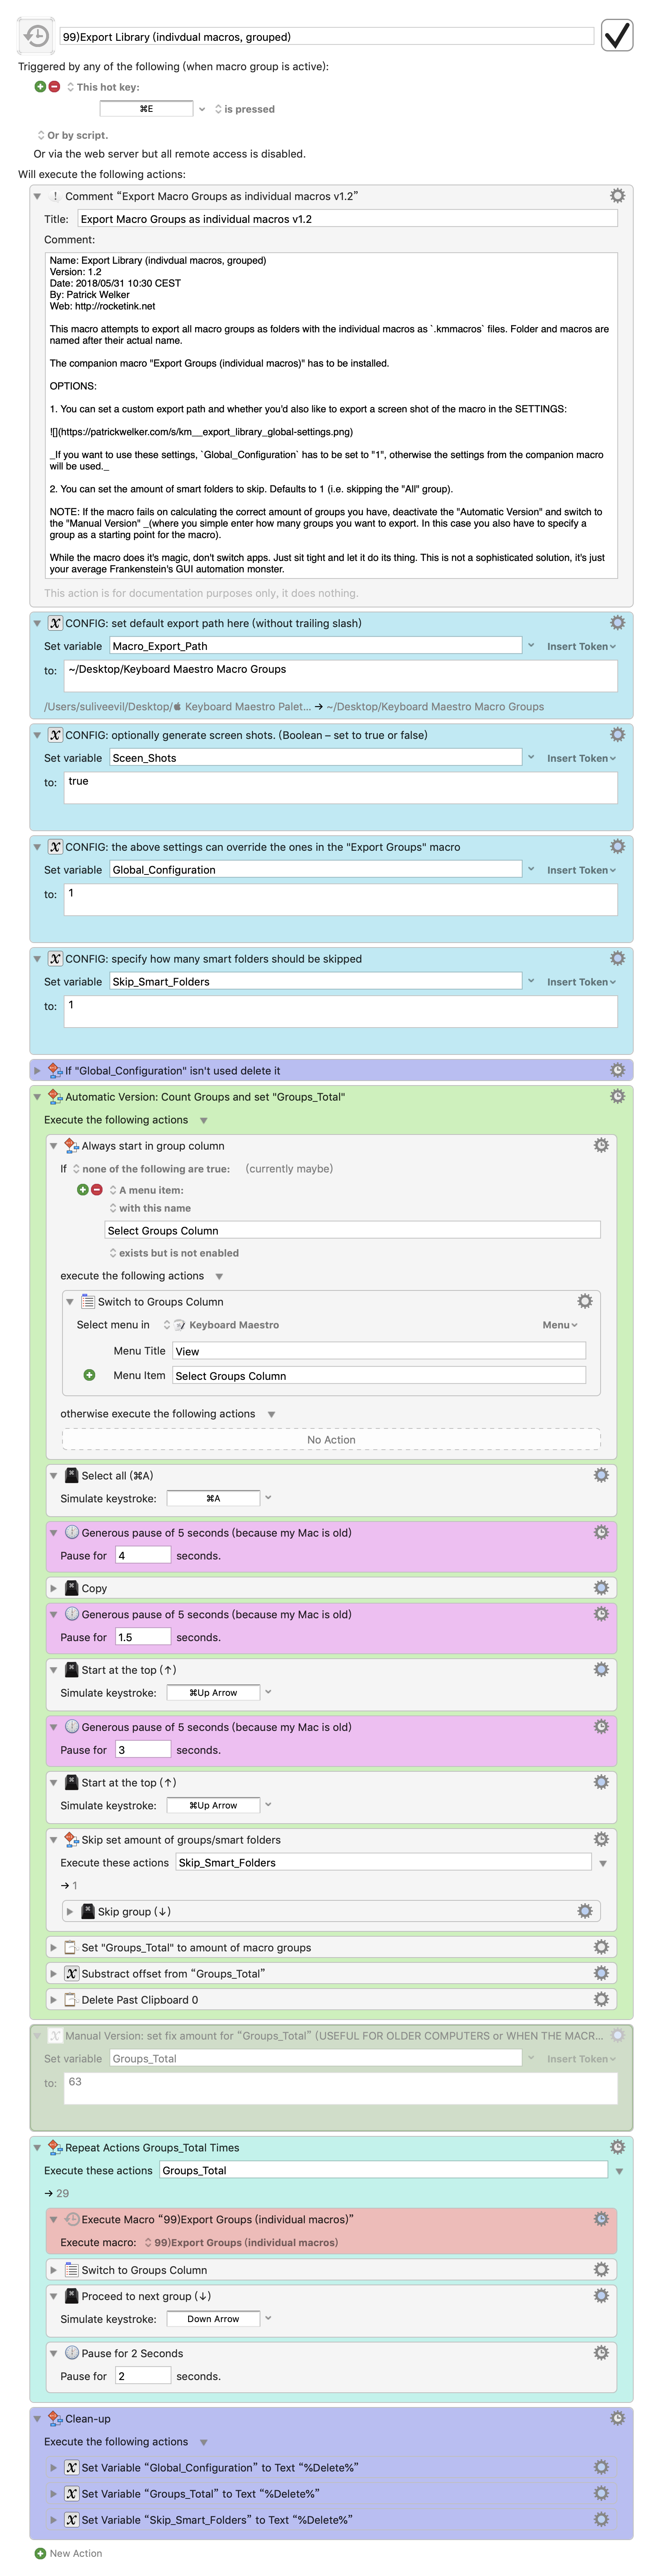 99)Export Library (indivdual macros, grouped)
Triggered by any of the following (when macro group is active):
This hot key:
⌘E
is pressed
Or by script.
Or via the web server but all remote access is disabled.
Will execute the following actions:
Comment “Export Macro Groups as individual macros v1.2”
Title: Export Macro Groups as individual macros v1.2
Comment:
Name: Export Library (indivdual macros, grouped)
Version: 1.2
Date: 2018/05/31 10:30 CEST
By: Patrick Welker
Web: http://rocketink.net
This macro attempts to export all macro groups as folders with the individual macros as `.kmmacros` files. Folder and macros are
named after their actual name.
The companion macro "Export Groups (individual macros)" has to be installed.
OPTIONS:
1. You can set a custom export path and whether you'd also like to export a screen shot of the macro in the SETTINGS:
![](https://patrickwelker.com/s/km__export_library_global-settings.png)
_If you want to use these settings, `Global_Configuration` has to be set to "1", otherwise the settings from the companion macro
will be used._
2. You can set the amount of smart folders to skip. Defaults to 1 (i.e. skipping the "All" group).
NOTE: If the macro fails on calculating the correct amount of groups you have, deactivate the "Automatic Version" and switch to
the "Manual Version" _(where you simple enter how many groups you want to export. In this case you also have to specify a
group as a starting point for the macro).
While the macro does it's magic, don't switch apps. Just sit tight and let it do its thing. This is not a sophisticated solution, it's just
your average Frankenstein's GUI automation monster.
This action is for documentation purposes only, it does nothing.
CONFIG: set default export path here (without trailing slash)
Set variable Macro_Export_Path Insert Token
to: ~/Desktop/Keyboard Maestro Macro Groups
/Users/suliveevil/Desktop/ Keyboard Maestro Palet... → ~/Desktop/Keyboard Maestro Macro Groups
CONFIG: optionally generate screen shots. (Boolean – set to true or false)
Set variable Sceen_Shots Insert Token
to: true
CONFIG: the above settings can override the ones in the "Export Groups" macro
Set variable Global_Configuration Insert Token
to: 1
CONFIG: specify how many smart folders should be skipped
Set variable Skip_Smart_Folders Insert Token
to: 1
If "Global_Configuration" isn't used delete it
Automatic Version: Count Groups and set "Groups_Total"
Execute the following actions
Always start in group column
If none of the following are true: (currently maybe)
A menu item:
with this name
Select Groups Column
exists but is not enabled
execute the following actions
Switch to Groups Column
Select menu in Keyboard Maestro Menu
Menu Title View
Menu Item Select Groups Column
otherwise execute the following actions
No Action
Select all (⌘A)
Simulate keystroke: ⌘A
Generous pause of 5 seconds (because my Mac is old)
Pause for 4 seconds.
Copy
Generous pause of 5 seconds (because my Mac is old)
Pause for 1.5 seconds.
Start at the top (↑)
Simulate keystroke: ⌘Up Arrow
Generous pause of 5 seconds (because my Mac is old)
Pause for 3 seconds.
Start at the top (↑)
Simulate keystroke: ⌘Up Arrow
Skip set amount of groups/smart folders
Execute these actions Skip_Smart_Folders
→ 1
Skip group (↓)
Set "Groups_Total" to amount of macro groups
Substract offset from “Groups_Total”
Delete Past Clipboard 0
Manual Version: set fix amount for “Groups_Total” (USEFUL FOR OLDER COMPUTERS or WHEN THE MACR...
Set variable Groups_Total Insert Token
to: 63
Repeat Actions Groups_Total Times
Execute these actions Groups_Total
→ 29
Execute Macro “99)Export Groups (individual macros)”
Execute macro: 99)Export Groups (individual macros)
Switch to Groups Column
Proceed to next group (↓)
Simulate keystroke: Down Arrow
Pause for 2 Seconds
Pause for 2 seconds.
Clean-up
Execute the following actions
Set Variable “Global_Configuration” to Text “%Delete%”
Set Variable “Groups_Total” to Text “%Delete%”
Set Variable “Skip_Smart_Folders” to Text “%Delete%”
New Action